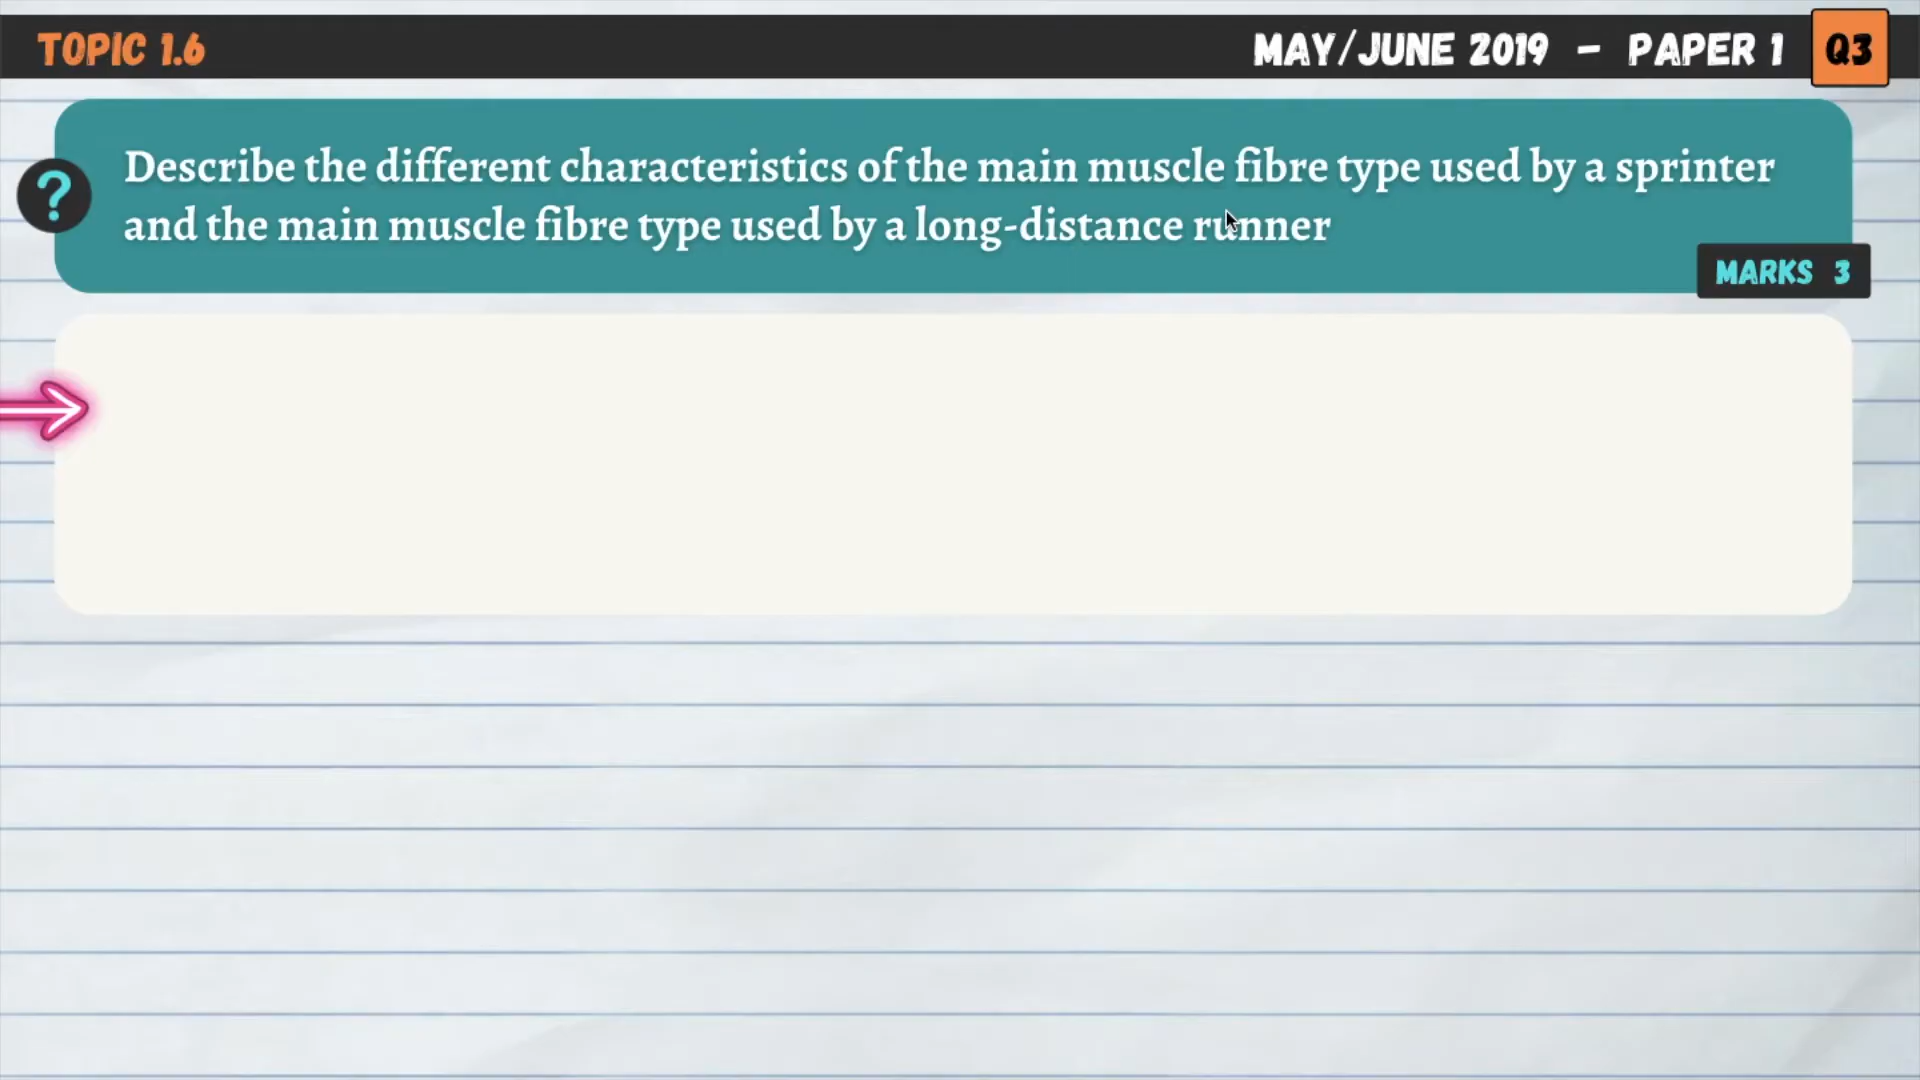 TOPIC 1.6
MAY/JUNE 2019 - PAPER 1 Q3
? Describe the different characteristics of the main muscle fibre type used by a sprinter
and the main muscle fibre type used by a long-distance runner
MARKS 3